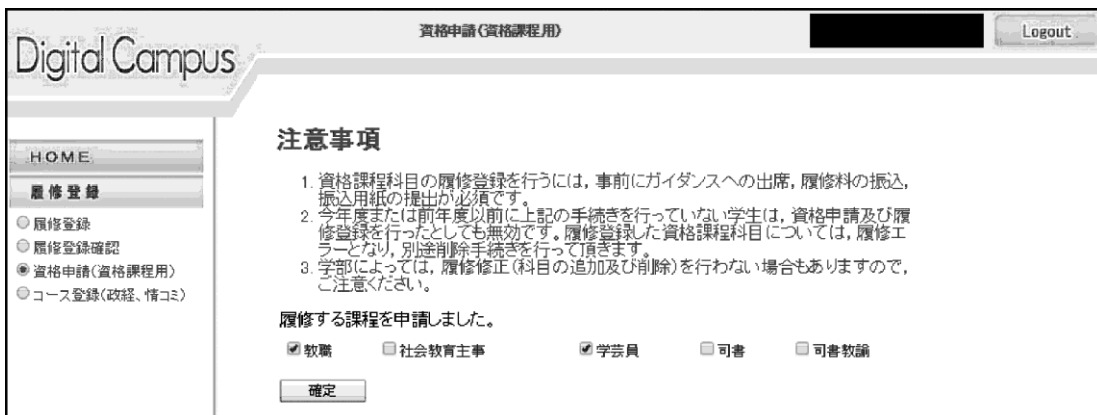 資格申請(資格課程用)
Logout
Digital Campus
HOME
履修登録
履修登録
履修登録確認
資格申請(資格課程用)
コース登録(政経、情コミ)
注意事項
1. 資格課程科目の履修登録を行うには，事前にガイダンスへの出席，履修料の振込，
振込用紙の提出が必須です。
2. 今年度または前年度以前に上記の手続きを行っていない学生は，資格申請及び履
修登録を行ったとしても無効です。履修登録した資格課程科目については，履修エ
ラーとなり，別途削除手続きを行って頂きます。
3. 学部によっては，履修修正(科目の追加及び削除)を行わない場合もありますので，
ご注意ください。
履修する課程を申請しました。
教職 社会教育主事 学芸員 司書 司書教諭
確定